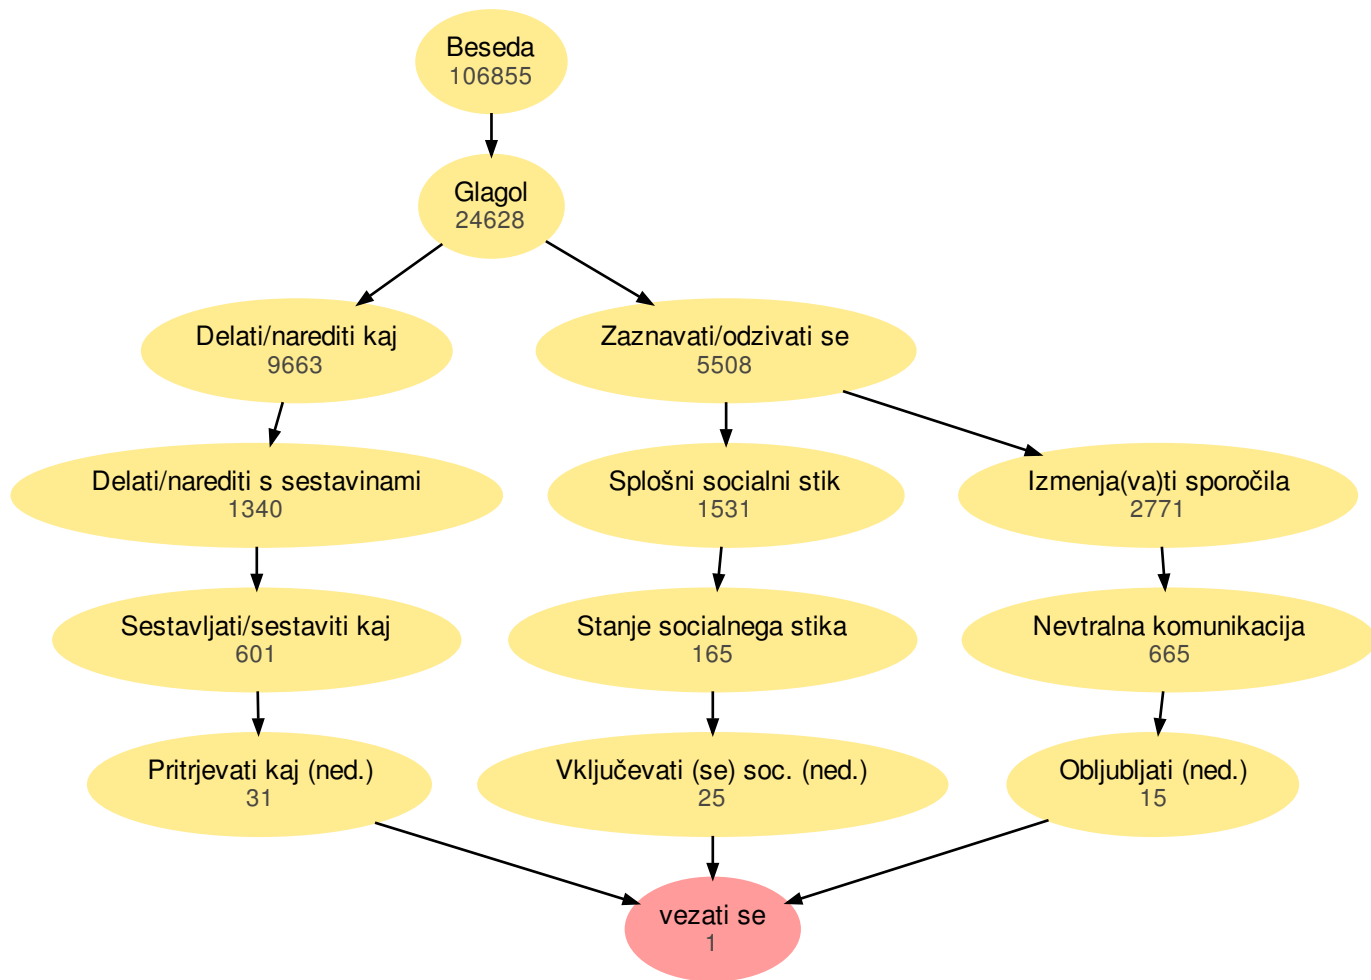 Beseda
106855
Glagol
24628
Delati/narediti kaj
9663
Zaznavati/odzivati se
5508
Delati/narediti s sestavinami
1340
Splošni socialni stik
1531
Izmenja(va)ti sporočila
2771
Sestavljati/sestaviti kaj
601
Stanje socialnega stika
165
Nevtralna komunikacija
665
Pritrjevati kaj (ned.)
31
Vključevati (se) soc. (ned.)
25
Obljubljati (ned.)
15
vezati se
1